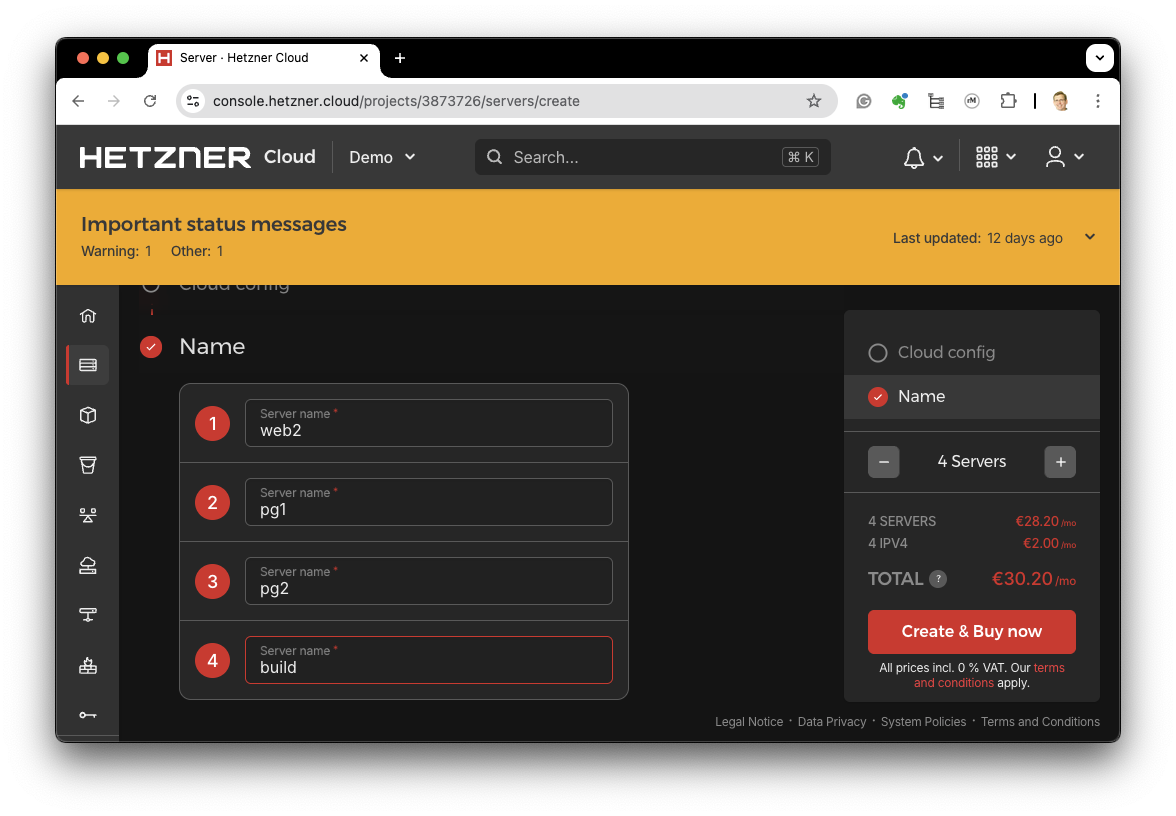 Server · Hetzner Cloud
console.hetzner.cloud/projects/3873726/servers/create
HETZNER Cloud
Demo
Search...
⌘ K
Important status messages
Warning: 1 Other: 1
Last updated: 12 days ago
Cloud config
Name
1
Server name *
web2
2
Server name *
pg1
3
Server name *
pg2
4
Server name *
build
Cloud config
Name
− 4 Servers +
4 SERVERS €28.20 /mo
4 IPV4 €2.00 /mo
TOTAL ? €30.20 /mo
Create & Buy now
All prices incl. 0 % VAT. Our terms
and conditions apply.
Legal Notice · Data Privacy · System Policies · Terms and Conditions